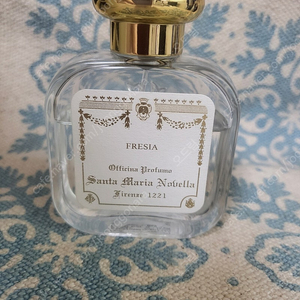 FRESIA
Officina Profumo
Santa Maria Novella
Firenze 1221